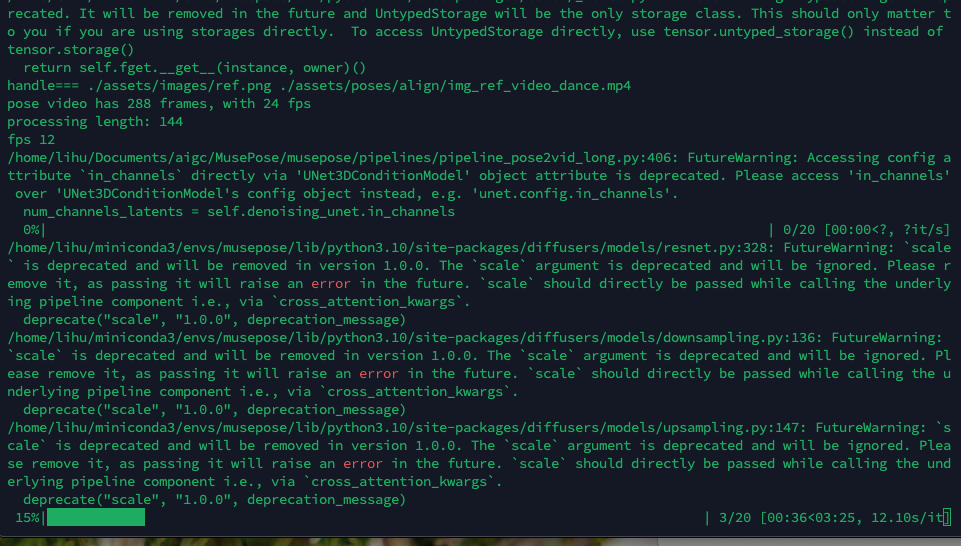 recated. It will be removed in the future and UntypedStorage will be the only storage class. This should only matter t
o you if you are using storages directly.  To access UntypedStorage directly, use tensor.untyped_storage() instead of
tensor.storage()
  return self.fget.__get__(instance, owner)()
handle=== ./assets/images/ref.png ./assets/poses/align/img_ref_video_dance.mp4
pose video has 288 frames, with 24 fps
processing length: 144
fps 12
/home/lihu/Documents/aigc/MusePose/musepose/pipelines/pipeline_pose2vid_long.py:406: FutureWarning: Accessing config a
ttribute `in_channels` directly via 'UNet3DConditionModel' object attribute is deprecated. Please access 'in_channels'
 over 'UNet3DConditionModel's config object instead, e.g. 'unet.config.in_channels'.
  num_channels_latents = self.denoising_unet.in_channels
  0%|                                                                                          | 0/20 [00:00<?, ?it/s]
/home/lihu/miniconda3/envs/musepose/lib/python3.10/site-packages/diffusers/models/resnet.py:328: FutureWarning: `scale
` is deprecated and will be removed in version 1.0.0. The `scale` argument is deprecated and will be ignored. Please r
emove it, as passing it will raise an error in the future. `scale` should directly be passed while calling the underly
ing pipeline component i.e., via `cross_attention_kwargs`.
  deprecate("scale", "1.0.0", deprecation_message)
/home/lihu/miniconda3/envs/musepose/lib/python3.10/site-packages/diffusers/models/downsampling.py:136: FutureWarning:
`scale` is deprecated and will be removed in version 1.0.0. The `scale` argument is deprecated and will be ignored. Pl
ease remove it, as passing it will raise an error in the future. `scale` should directly be passed while calling the u
nderlying pipeline component i.e., via `cross_attention_kwargs`.
  deprecate("scale", "1.0.0", deprecation_message)
/home/lihu/miniconda3/envs/musepose/lib/python3.10/site-packages/diffusers/models/upsampling.py:147: FutureWarning: `s
cale` is deprecated and will be removed in version 1.0.0. The `scale` argument is deprecated and will be ignored. Plea
se remove it, as passing it will raise an error in the future. `scale` should directly be passed while calling the und
erlying pipeline component i.e., via `cross_attention_kwargs`.
  deprecate("scale", "1.0.0", deprecation_message)
 15%|                                                                                  | 3/20 [00:36<03:25, 12.10s/it]